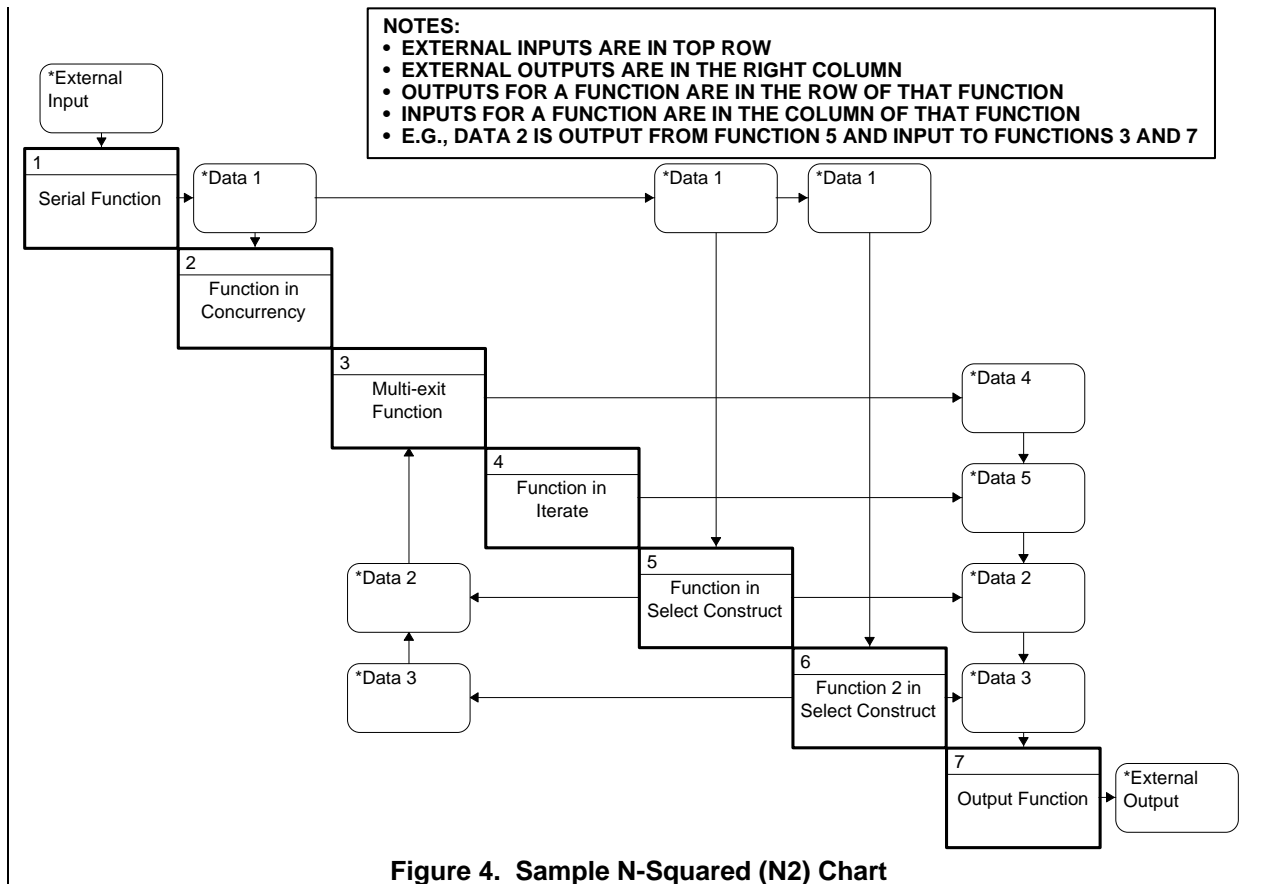 NOTES:
• EXTERNAL INPUTS ARE IN TOP ROW
• EXTERNAL OUTPUTS ARE IN THE RIGHT COLUMN
• OUTPUTS FOR A FUNCTION ARE IN THE ROW OF THAT FUNCTION
• INPUTS FOR A FUNCTION ARE IN THE COLUMN OF THAT FUNCTION
• E.G., DATA 2 IS OUTPUT FROM FUNCTION 5 AND INPUT TO FUNCTIONS 3 AND 7
*External
Input
1
Serial Function
*Data 1
*Data 1
*Data 1
2
Function in
Concurrency
3
Multi-exit
Function
*Data 4
4
Function in
Iterate
*Data 5
*Data 2
5
Function in
Select Construct
*Data 2
*Data 3
6
Function 2 in
Select Construct
*Data 3
7
Output Function
*External
Output
Figure 4. Sample N-Squared (N2) Chart